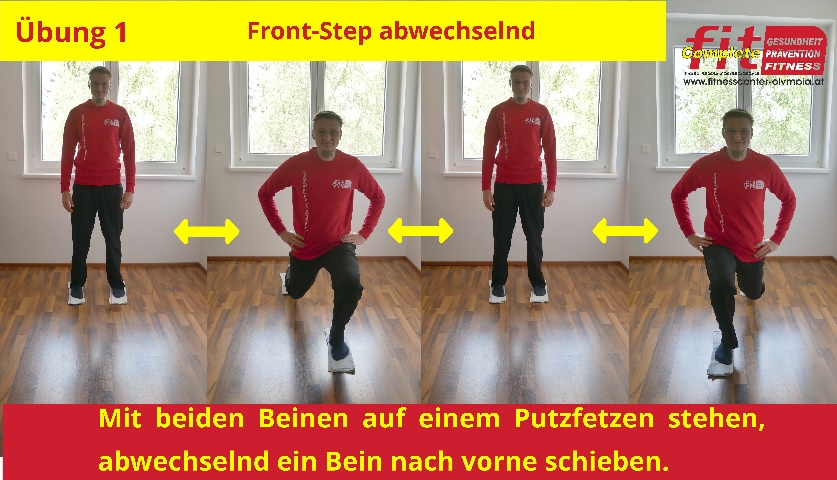 Übung 1
Front-Step abwechselnd
fit
Complete
GESUNDHEIT
PRÄVENTION
FITNESS
www.fitnesscenter-olympia.at
Mit beiden Beinen auf einem Putzfetzen stehen,
abwechselnd ein Bein nach vorne schieben.